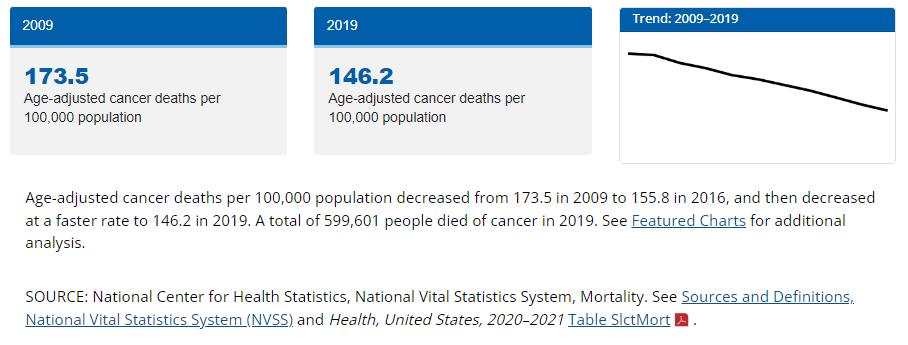 2009
173.5
Age-adjusted cancer deaths per
100,000 population
2019
146.2
Age-adjusted cancer deaths per
100,000 population
Trend: 2009–2019
Age-adjusted cancer deaths per 100,000 population decreased from 173.5 in 2009 to 155.8 in 2016, and then decreased
at a faster rate to 146.2 in 2019. A total of 599,601 people died of cancer in 2019. See Featured Charts for additional
analysis.
SOURCE: National Center for Health Statistics, National Vital Statistics System, Mortality. See Sources and Definitions,
National Vital Statistics System (NVSS) and Health, United States, 2020–2021 Table SlctMort .